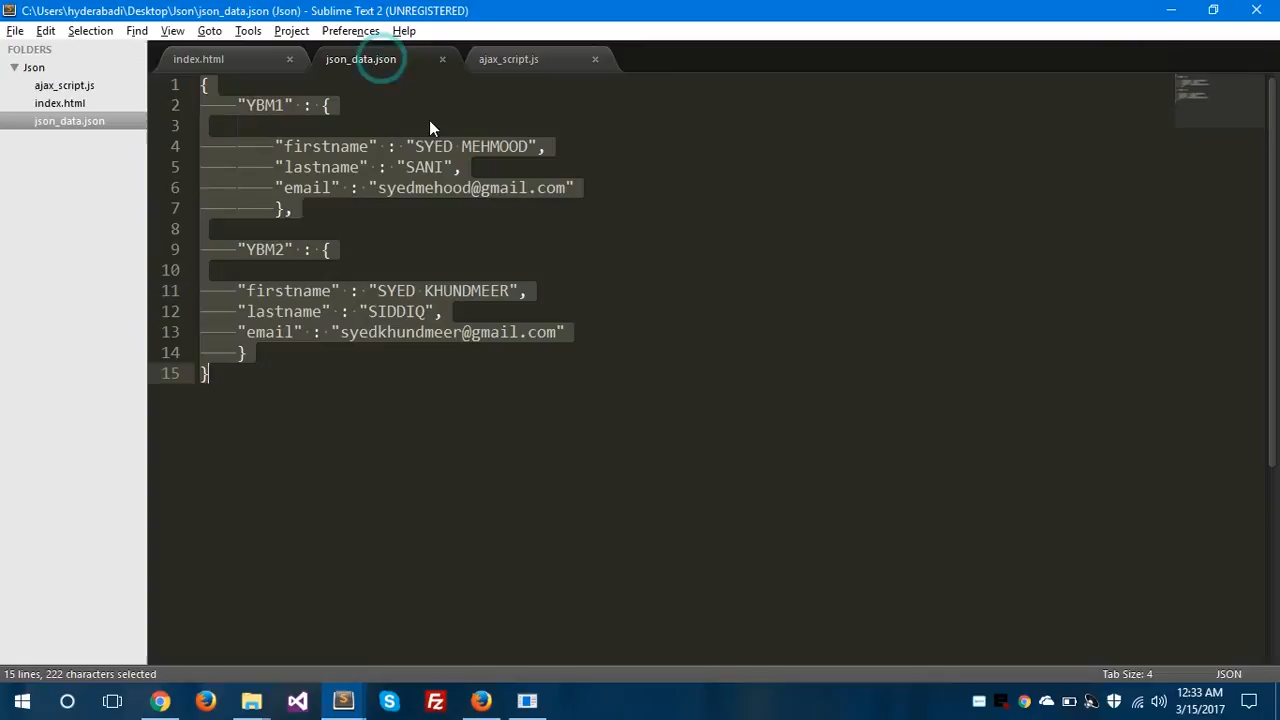 C:\Users\hyderabadi\Desktop\Json\json_data.json (Json) - Sublime Text 2 (UNREGISTERED)
File Edit Selection Find View Goto Tools Project Preferences Help
FOLDERS
Json
ajax_script.js
index.html
json_data.json
index.html × json_data.json × ajax_script.js ×
1 {
2 "YBM1" : {
3
4 "firstname" : "SYED MEHMOOD",
5 "lastname" : "SANI",
6 "email" : "syedmehood@gmail.com"
7 },
8
9 "YBM2" : {
10
11 "firstname" : "SYED KHUNDMEER",
12 "lastname" : "SIDDIQ",
13 "email" : "syedkhundmeer@gmail.com"
14 }
15 }
15 lines, 222 characters selected
Tab Size: 4 JSON
12:33 AM
3/15/2017